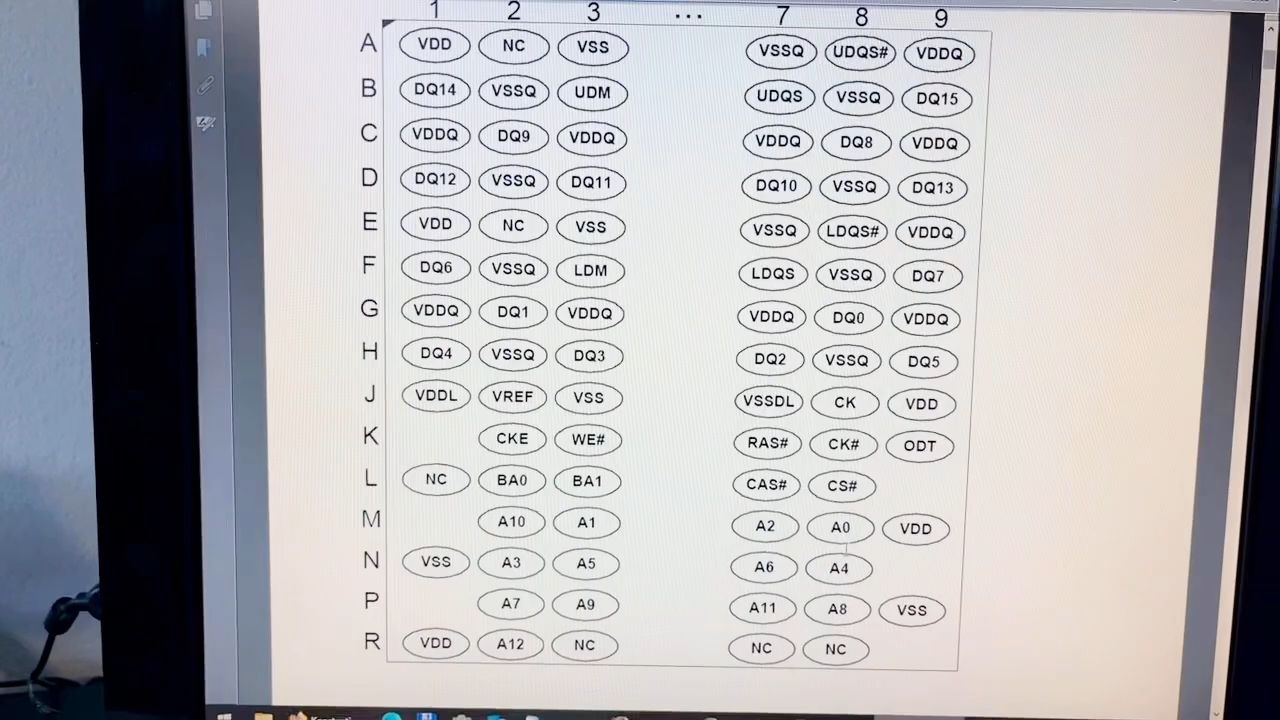 1 2 3 ... 7 8 9
A VDD NC VSS VSSQ UDQS# VDDQ
B DQ14 VSSQ UDM UDQS VSSQ DQ15
C VDDQ DQ9 VDDQ VDDQ DQ8 VDDQ
D DQ12 VSSQ DQ11 DQ10 VSSQ DQ13
E VDD NC VSS VSSQ LDQS# VDDQ
F DQ6 VSSQ LDM LDQS VSSQ DQ7
G VDDQ DQ1 VDDQ VDDQ DQ0 VDDQ
H DQ4 VSSQ DQ3 DQ2 VSSQ DQ5
J VDDL VREF VSS VSSDL CK VDD
K CKE WE# RAS# CK# ODT
L NC BA0 BA1 CAS# CS#
M A10 A1 A2 A0 VDD
N VSS A3 A5 A6 A4
P A7 A9 A11 A8 VSS
R VDD A12 NC NC NC